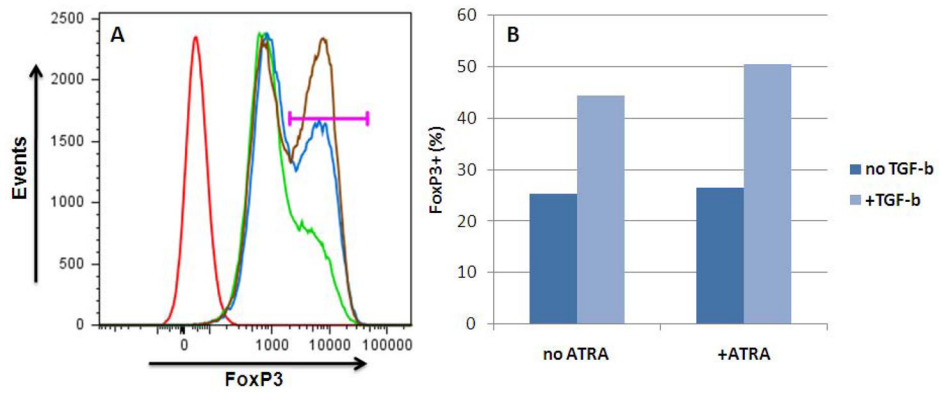 A
2500
2000
1500
1000
500
0
Events
0 1000 10000 100000
FoxP3
B
60
50
40
30
20
10
0
FoxP3+ (%)
no ATRA +ATRA
no TGF-b
+TGF-b